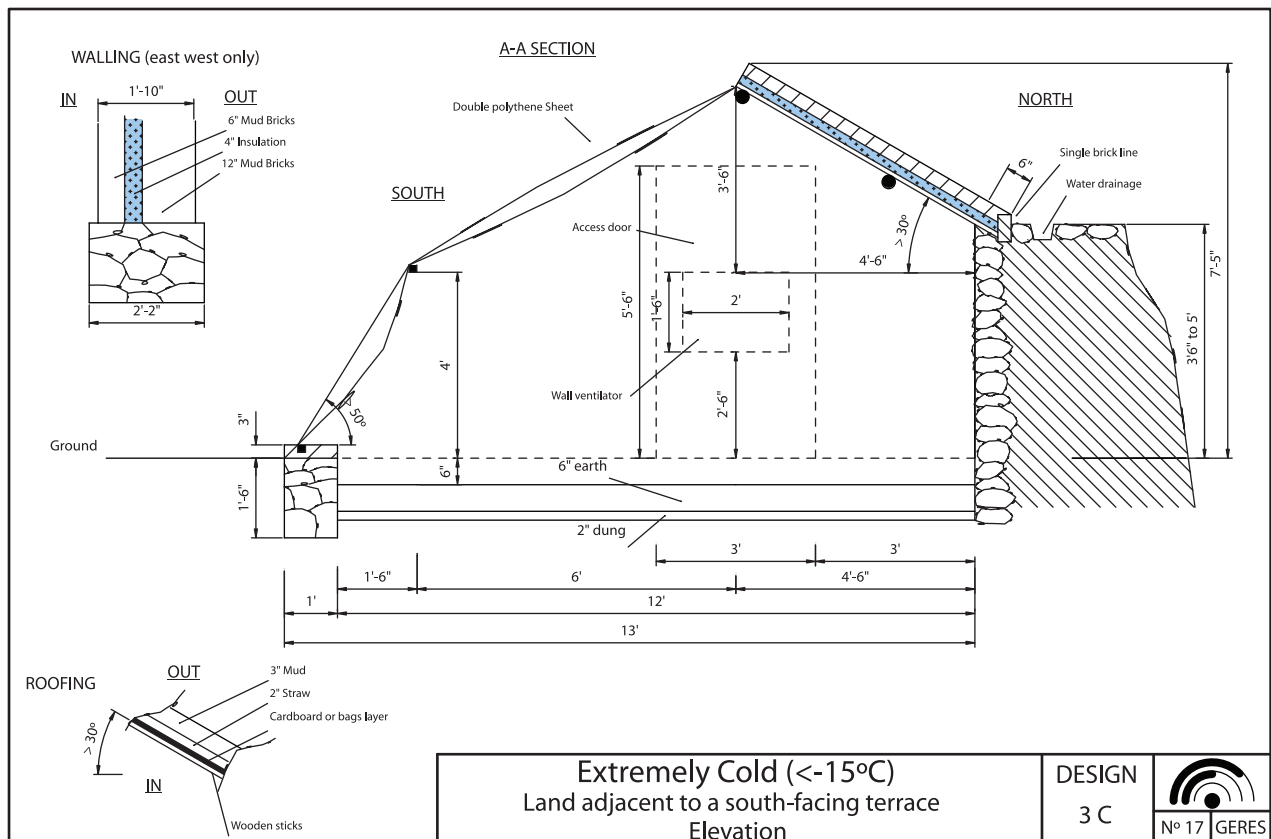 WALLING (east west only)
IN
1'-10"
OUT
6" Mud Bricks
4" Insulation
12" Mud Bricks
2'-2"
A-A SECTION
Double polythene Sheet
SOUTH
NORTH
6"
Single brick line
Water drainage
> 30º
4'-6"
3'-6"
Access door
5'-6"
1'-6"
2'
Wall ventilator
2'-6"
4'
> 50º
3"
Ground
1'-6"
6"
6" earth
2" dung
7'-5"
3'6" to 5'
3'
3'
1'-6"
6'
4'-6"
1'
12'
13'
ROOFING
OUT
3" Mud
2" Straw
Cardboard or bags layer
> 30º
IN
Wooden sticks
Extremely Cold (<-15ºC)
Land adjacent to a south-facing terrace
Elevation
DESIGN
3 C
Nº 17
GERES